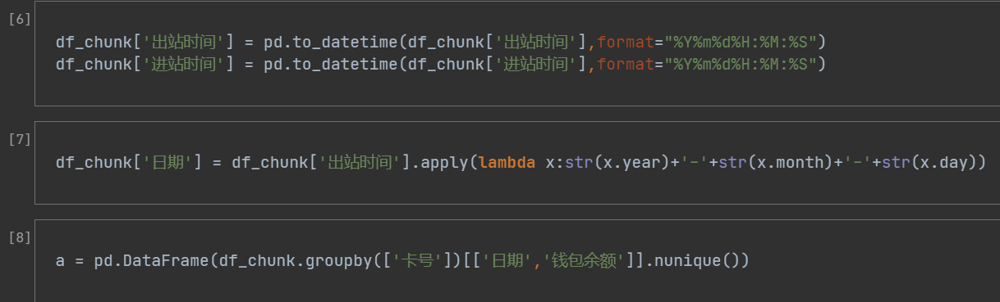 [6]
df_chunk['出站时间'] = pd.to_datetime(df_chunk['出站时间'],format="%Y%m%d%H:%M:%S")
df_chunk['进站时间'] = pd.to_datetime(df_chunk['进站时间'],format="%Y%m%d%H:%M:%S")
[7]
df_chunk['日期'] = df_chunk['出站时间'].apply(lambda x:str(x.year)+'-'+str(x.month)+'-'+str(x.day))
[8]
a = pd.DataFrame(df_chunk.groupby(['卡号'])[['日期','钱包余额']].nunique())